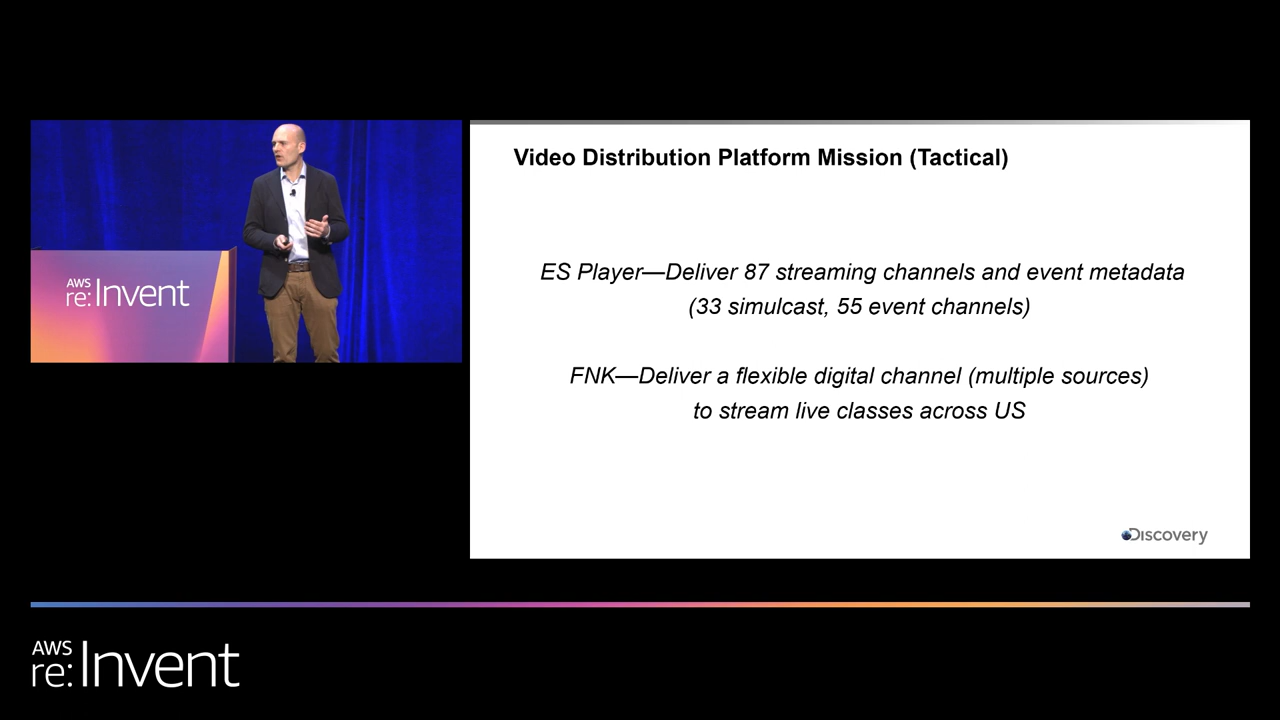 AWS
re:Invent
Video Distribution Platform Mission (Tactical)
ES Player—Deliver 87 streaming channels and event metadata
(33 simulcast, 55 event channels)
FNK—Deliver a flexible digital channel (multiple sources)
to stream live classes across US
Discovery
AWS
re:Invent